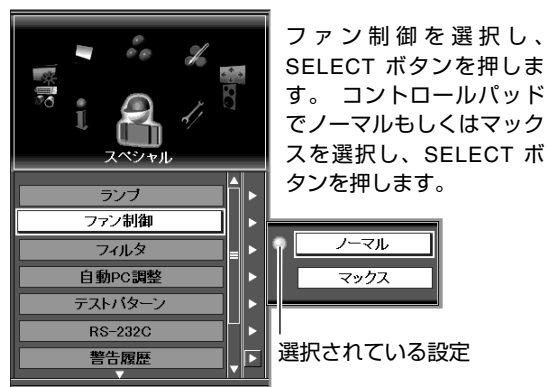 スペシャル
ランプ
ファン制御
フィルタ
自動PC調整
テストパターン
RS-232C
警告履歴
ファン制御を選択し、
SELECT ボタンを押しま
す。 コントロールパッド
でノーマルもしくはマック
スを選択し、SELECT ボ
タンを押します。
ノーマル
マックス
選択されている設定